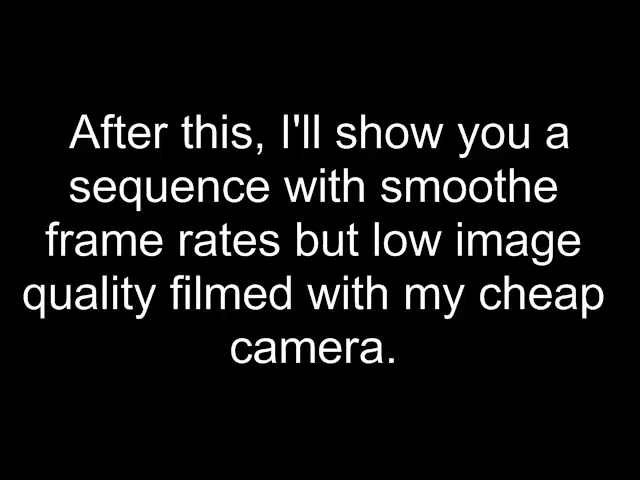 After this, I'll show you a
sequence with smoothe
frame rates but low image
quality filmed with my cheap
camera.